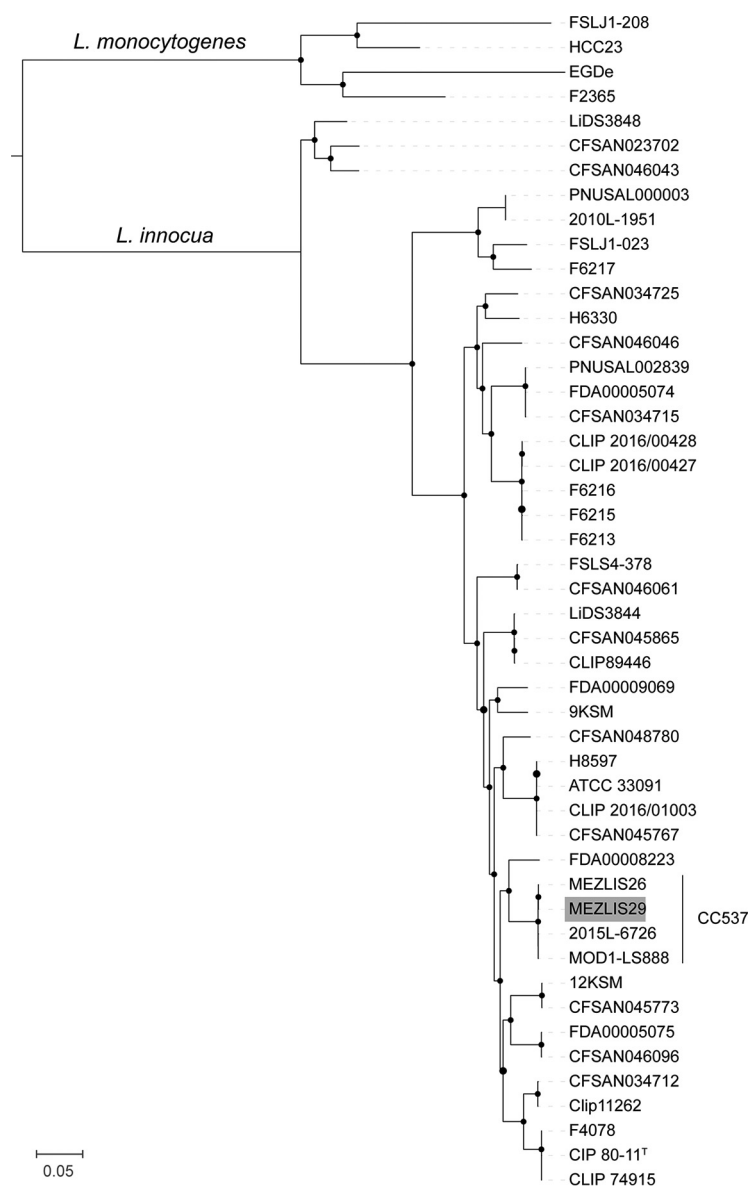 FSLJ1-208
L. monocytogenes
HCC23
EGDe
F2365
LiDS3848
CFSAN023702
CFSAN046043
PNUSAL000003
2010L-1951
L. innocua
FSLJ1-023
F6217
CFSAN034725
H6330
CFSAN046046
PNUSAL002839
FDA00005074
CFSAN034715
CLIP 2016/00428
CLIP 2016/00427
F6216
F6215
F6213
FSLS4-378
CFSAN046061
LiDS3844
CFSAN045865
CLIP89446
FDA00009069
9KSM
CFSAN048780
H8597
ATCC 33091
CLIP 2016/01003
CFSAN045767
FDA00008223
MEZLIS26
MEZLIS29
CC537
2015L-6726
MOD1-LS888
12KSM
CFSAN045773
FDA00005075
CFSAN046096
CFSAN034712
Clip11262
F4078
CIP 80-11ᵀ
0.05
CLIP 74915